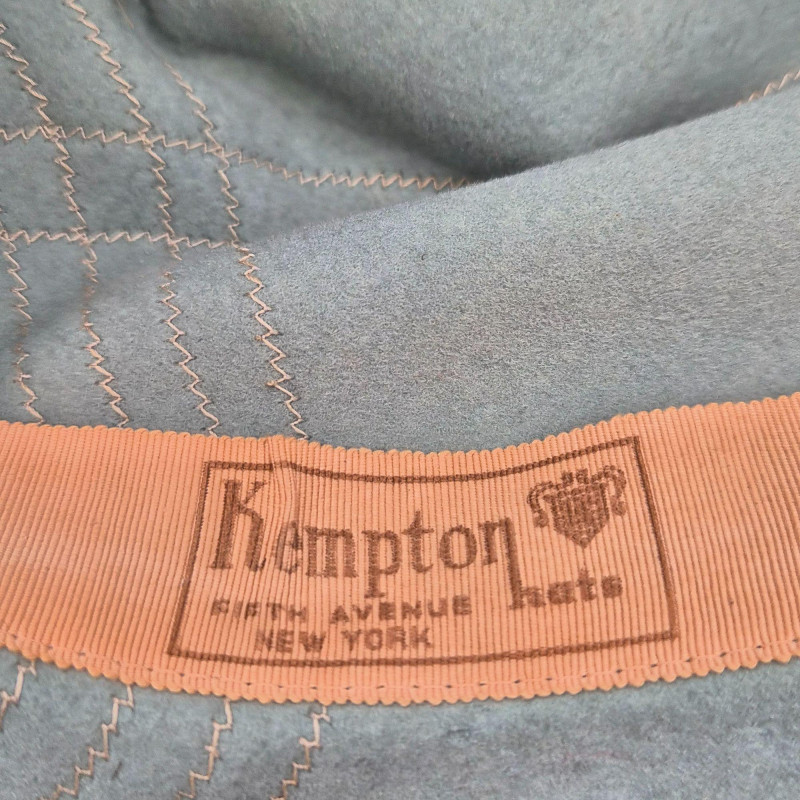 Kempton
hats
FIFTH AVENUE
NEW YORK